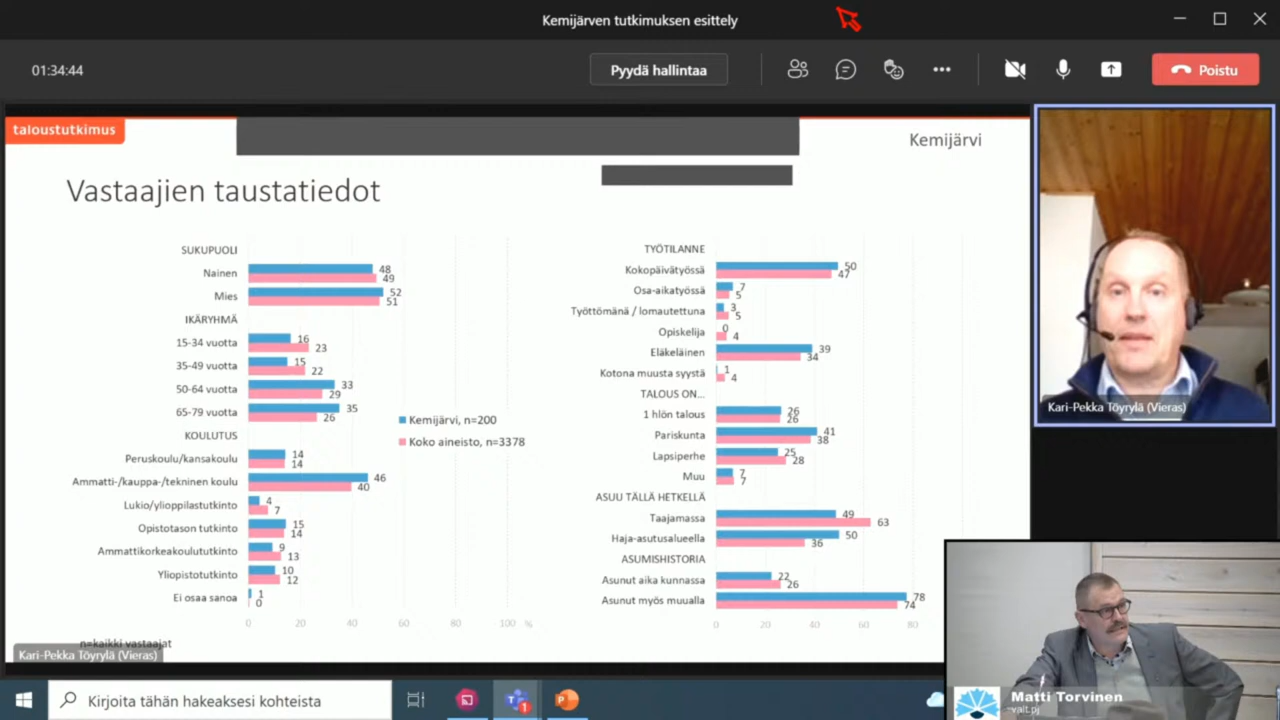 Kemijärven tutkimuksen esittely
01:34:44
Pyydä hallintaa
Poistu
taloustutkimus
Kemijärvi
Vastaajien taustatiedot
SUKUPUOLI
Nainen 48 49
Mies 52 51
IKÄRYHMÄ
15-34 vuotta 16 23
35-49 vuotta 15 22
50-64 vuotta 33 29
65-79 vuotta 35 26
KOULUTUS
Peruskoulu/kansakoulu 14 14
Ammatti-/kauppa-/tekninen koulu 46 40
Lukio/ylioppilastutkinto 4 7
Opistotason tutkinto 15 14
Ammattikorkeakoulututkinto 9 13
Yliopistotutkinto 10 12
Ei osaa sanoa 1 0
0 20 40 60 80 100 %
Kemijärvi, n=200
Koko aineisto, n=3378
TYÖTILANNE
Kokopäivätyössä 50 47
Osa-aikatyössä 7 5
Työttömänä / lomautettuna 3 5
Opiskelija 0 4
Eläkeläinen 39 34
Kotona muusta syystä 1 4
TALOUS ON...
1 hlön talous 26 26
Pariskunta 41 38
Lapsiperhe 25 28
Muu 7 7
ASUU TÄLLÄ HETKELLÄ
Taajamassa 49 63
Haja-asutusalueella 50 36
ASUMISHISTORIA
Asunut aika kunnassa 22 26
Asunut myös muualla 78 74
0 20 40 60 80
n=kaikki vastaajat
Kari-Pekka Töyrylä (Vieras)
Kari-Pekka Töyrylä (Vieras)
Matti Torvinen
~valt.pj
Kirjoita tähän hakeaksesi kohteista
1